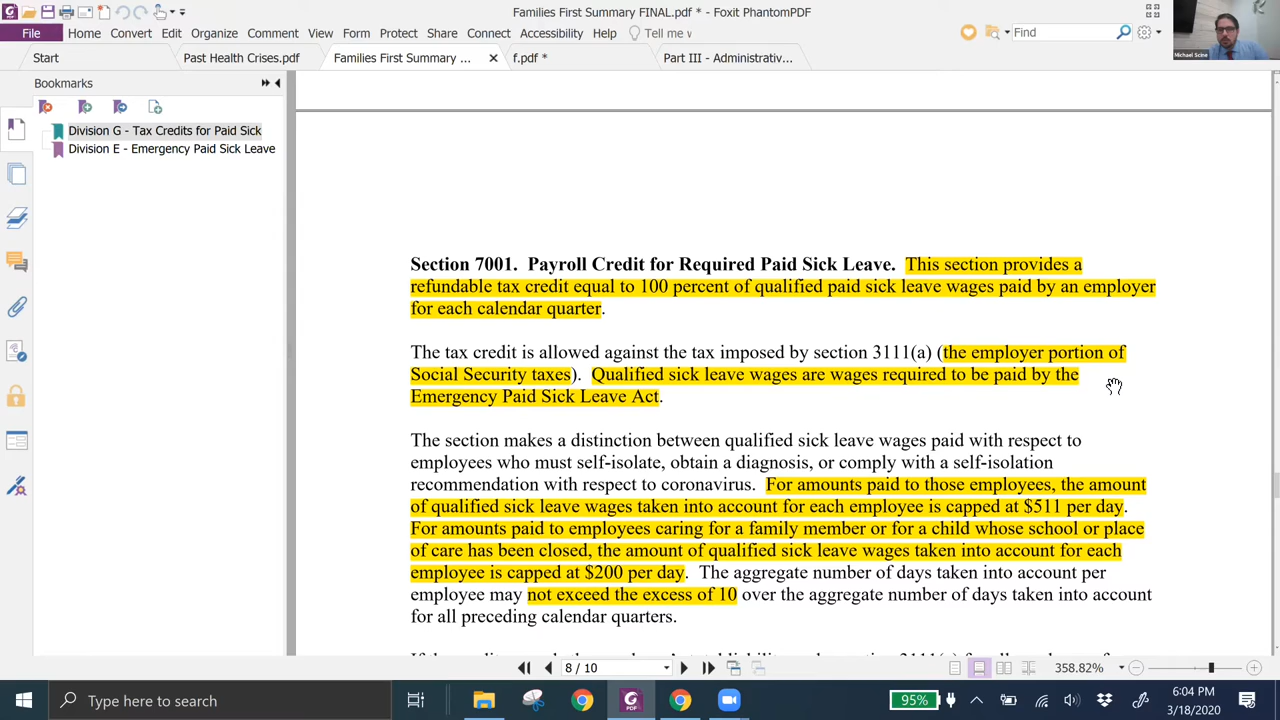 Families First Summary FINAL.pdf * - Foxit PhantomPDF
File Home Convert Edit Organize Comment View Form Protect Share Connect Accessibility Help Tell me Find
Michael Scine
Start Past Health Crises.pdf Families First Summary ... f.pdf * Part III - Administrativ...
Bookmarks
Division G - Tax Credits for Paid Sick
Division E - Emergency Paid Sick Leave
Section 7001. Payroll Credit for Required Paid Sick Leave. This section provides a
refundable tax credit equal to 100 percent of qualified paid sick leave wages paid by an employer
for each calendar quarter.
The tax credit is allowed against the tax imposed by section 3111(a) (the employer portion of
Social Security taxes). Qualified sick leave wages are wages required to be paid by the
Emergency Paid Sick Leave Act.
The section makes a distinction between qualified sick leave wages paid with respect to
employees who must self-isolate, obtain a diagnosis, or comply with a self-isolation
recommendation with respect to coronavirus. For amounts paid to those employees, the amount
of qualified sick leave wages taken into account for each employee is capped at $511 per day.
For amounts paid to employees caring for a family member or for a child whose school or place
of care has been closed, the amount of qualified sick leave wages taken into account for each
employee is capped at $200 per day. The aggregate number of days taken into account per
employee may not exceed the excess of 10 over the aggregate number of days taken into account
for all preceding calendar quarters.
8 / 10
358.82%
Type here to search
PDF
95%
6:04 PM
3/18/2020